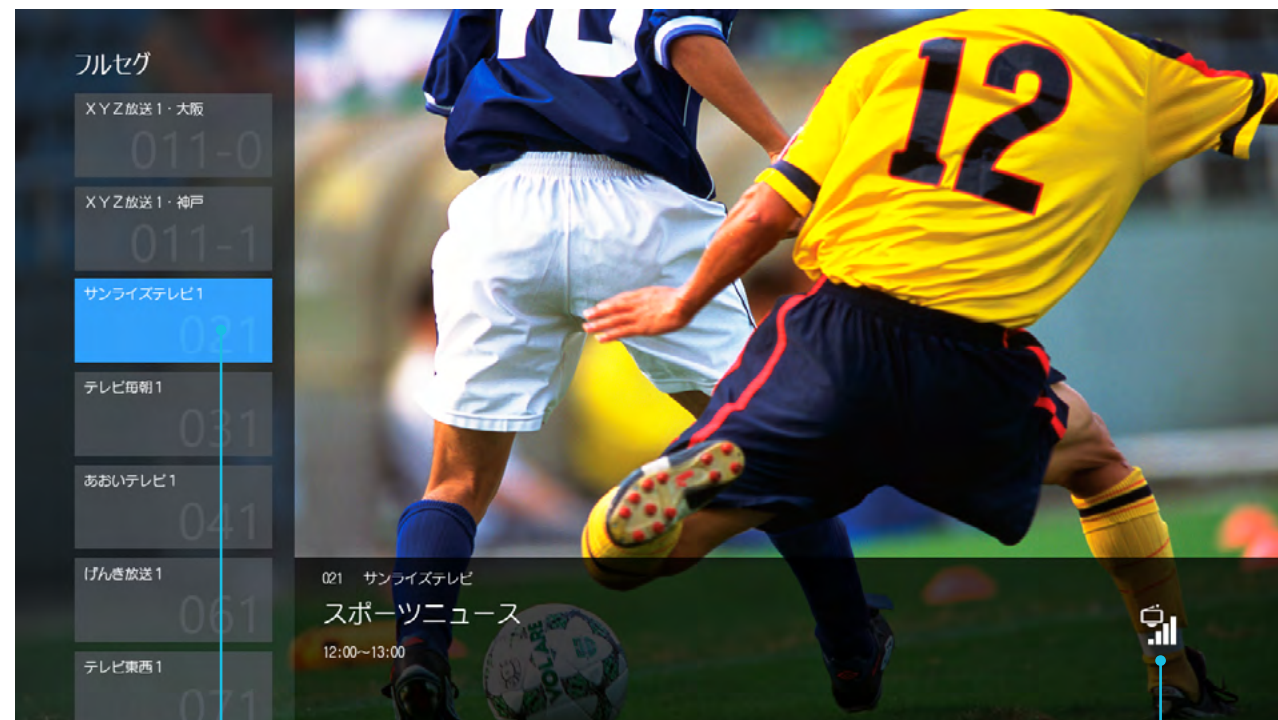 フルセグ
XYZ放送1・大阪
011-0
XYZ放送1・神戸
011-1
サンライズテレビ1
021
テレビ毎朝1
031
あおいテレビ1
041
げんき放送1
061
テレビ東西1
071
10
12
021 サンライズテレビ
スポーツニュース
12:00~13:00
VOLARE